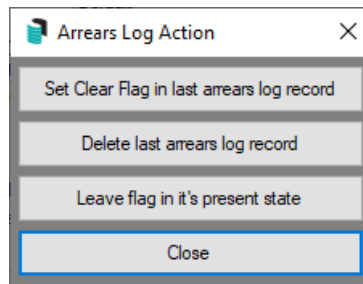 Arrears Log Action
Set Clear Flag in last arrears log record
Delete last arrears log record
Leave flag in it's present state
Close